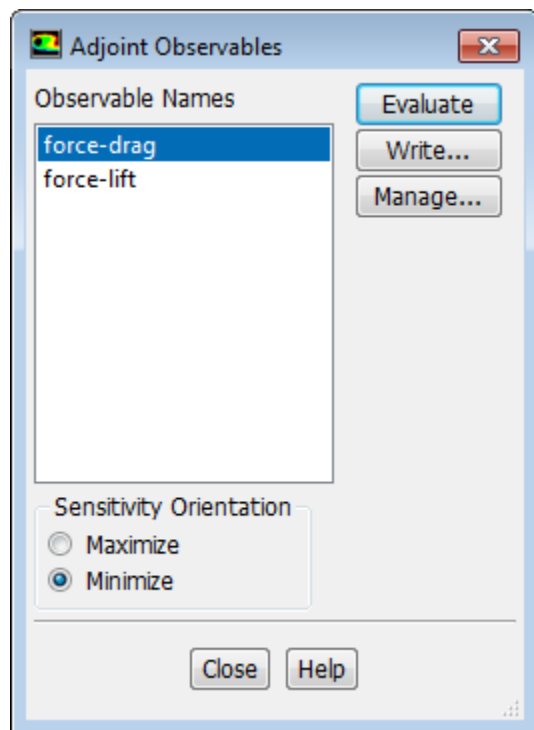 Adjoint Observables
Observable Names
force-drag
force-lift
Evaluate
Write...
Manage...
Sensitivity Orientation
Maximize
Minimize
Close
Help